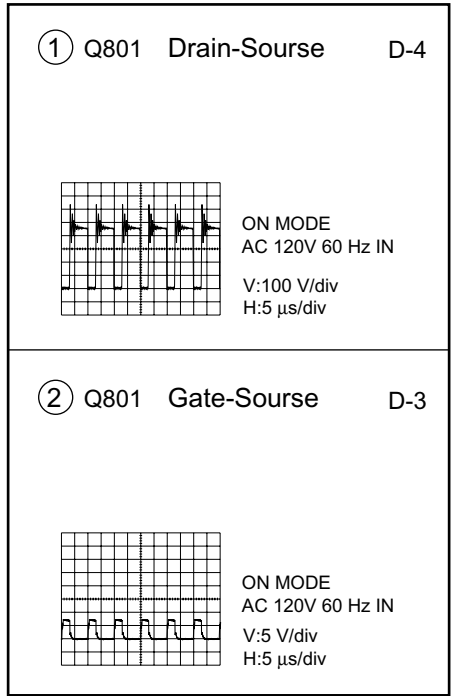 ① Q801 Drain-Sourse D-4
ON MODE
AC 120V 60 Hz IN
V:100 V/div
H:5 μs/div
② Q801 Gate-Sourse D-3
ON MODE
AC 120V 60 Hz IN
V:5 V/div
H:5 μs/div